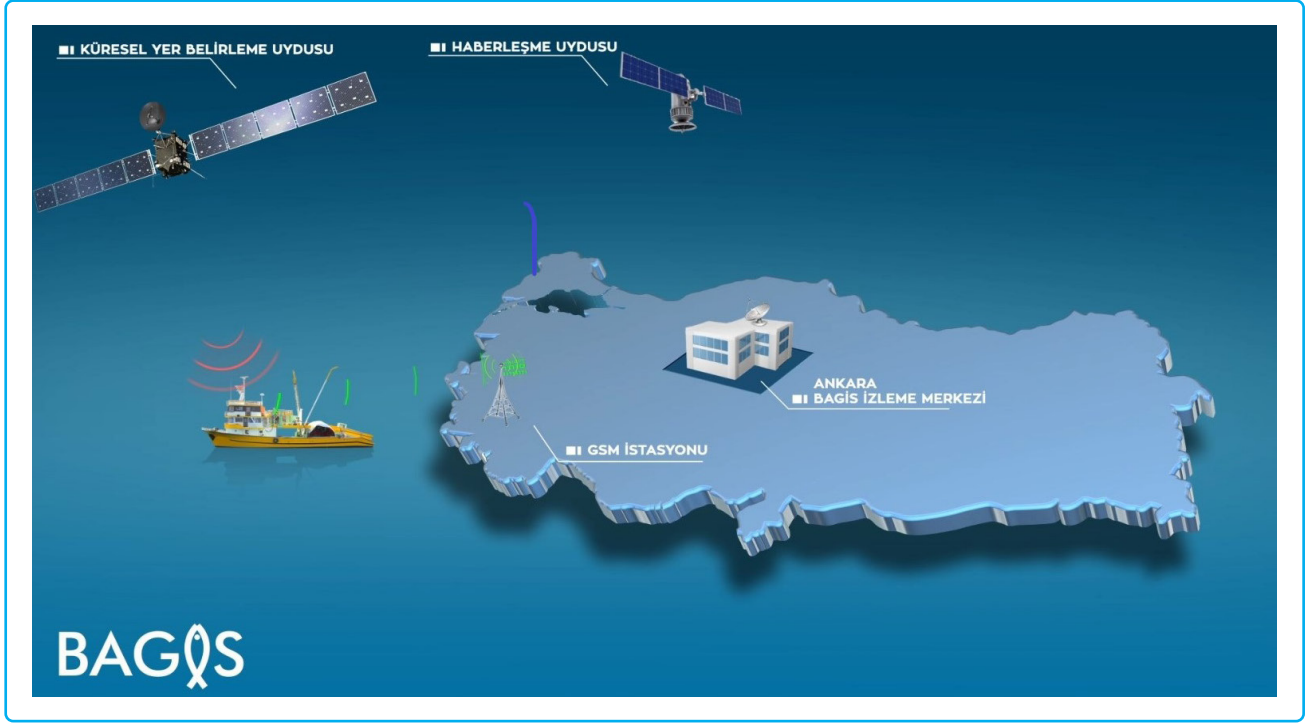 KÜRESEL YER BELİRLEME UYDUSU
HABERLEŞME UYDUSU
ANKARA
BAGİS İZLEME MERKEZİ
GSM İSTASYONU
BAGİS